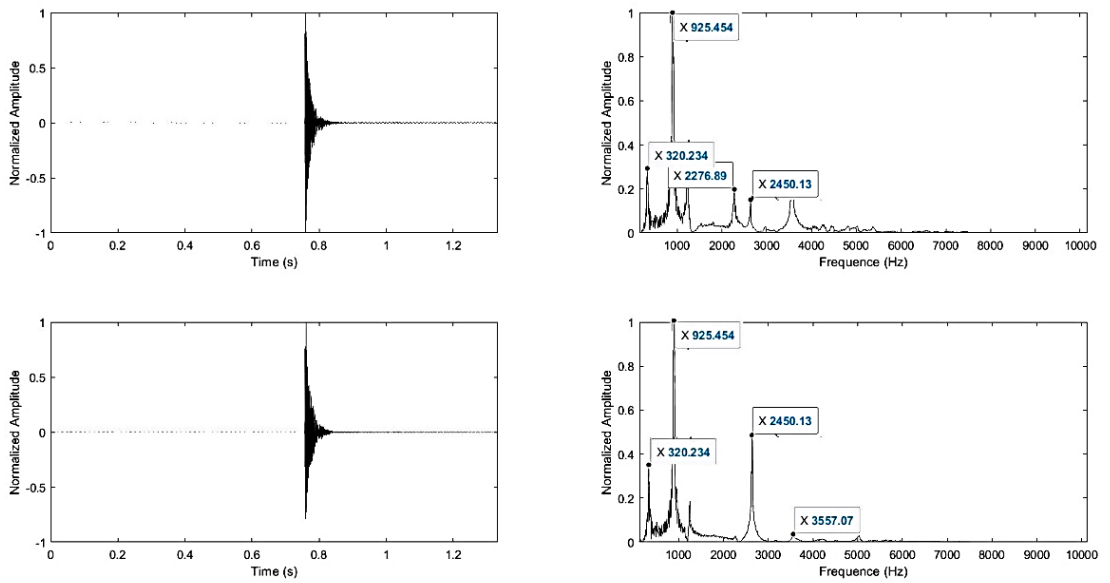 1
0.5
0
-0.5
-1
Normalized Amplitude
0 0.2 0.4 0.6 0.8 1 1.2
Time (s)
1
0.8
0.6
0.4
0.2
0
Normalized Amplitude
X 925.454
X 320.234
X 2276.89
X 2450.13
1000 2000 3000 4000 5000 6000 7000 8000 9000 10000
Frequence (Hz)
1
0.5
0
-0.5
-1
Normalized Amplitude
0 0.2 0.4 0.6 0.8 1 1.2
Time (s)
1
0.8
0.6
0.4
0.2
0
Normalized Amplitude
X 925.454
X 2450.13
X 320.234
X 3557.07
1000 2000 3000 4000 5000 6000 7000 8000 9000 10000
Frequence (Hz)